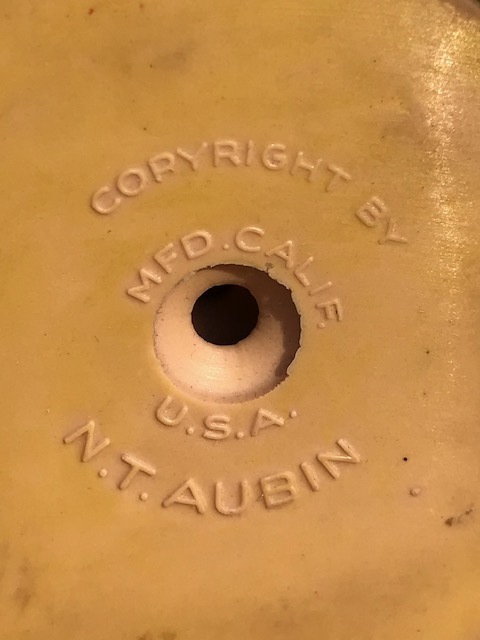 COPYRIGHT BY
MFD. CALIF.
U.S.A.
N.T. AUBIN